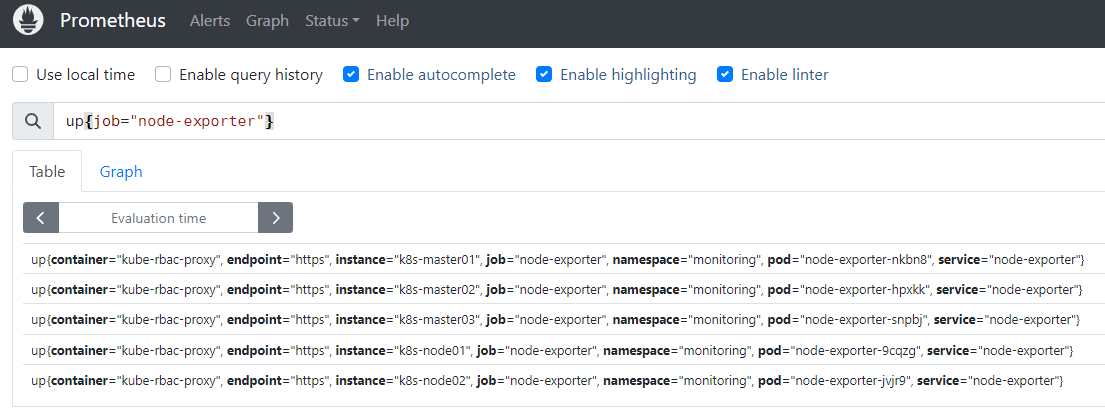 Prometheus Alerts Graph Status Help
Use local time Enable query history Enable autocomplete Enable highlighting Enable linter
up{job="node-exporter"}
Table Graph
Evaluation time
up{container="kube-rbac-proxy", endpoint="https", instance="k8s-master01", job="node-exporter", namespace="monitoring", pod="node-exporter-nkbn8", service="node-exporter"}
up{container="kube-rbac-proxy", endpoint="https", instance="k8s-master02", job="node-exporter", namespace="monitoring", pod="node-exporter-hpxkk", service="node-exporter"}
up{container="kube-rbac-proxy", endpoint="https", instance="k8s-master03", job="node-exporter", namespace="monitoring", pod="node-exporter-snpbj", service="node-exporter"}
up{container="kube-rbac-proxy", endpoint="https", instance="k8s-node01", job="node-exporter", namespace="monitoring", pod="node-exporter-9cqzg", service="node-exporter"}
up{container="kube-rbac-proxy", endpoint="https", instance="k8s-node02", job="node-exporter", namespace="monitoring", pod="node-exporter-jvjr9", service="node-exporter"}